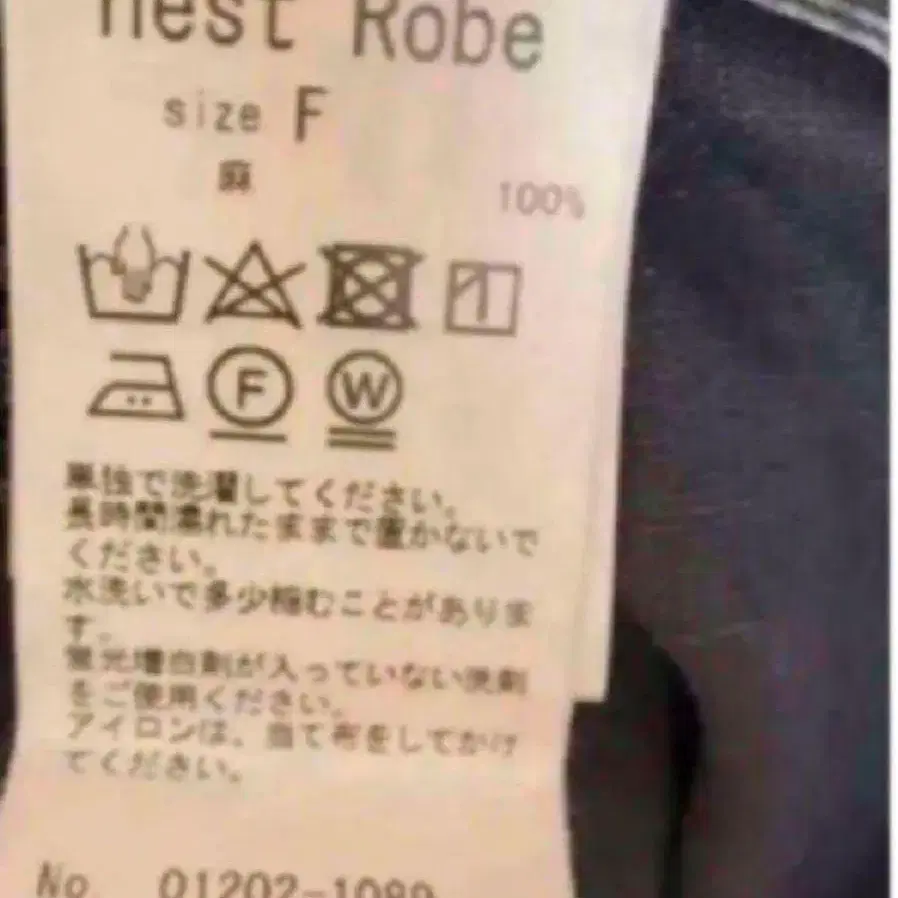 nest Robe
size F
麻 100%
F W
単独で洗濯してください。
長時間濡れたままで置かないで
ください。
水洗いで多少縮むことがありま
す。
蛍光増白剤が入っていない洗剤
をご使用ください。
アイロンは、当て布をしてかけ
てください。
No. 01202-1089